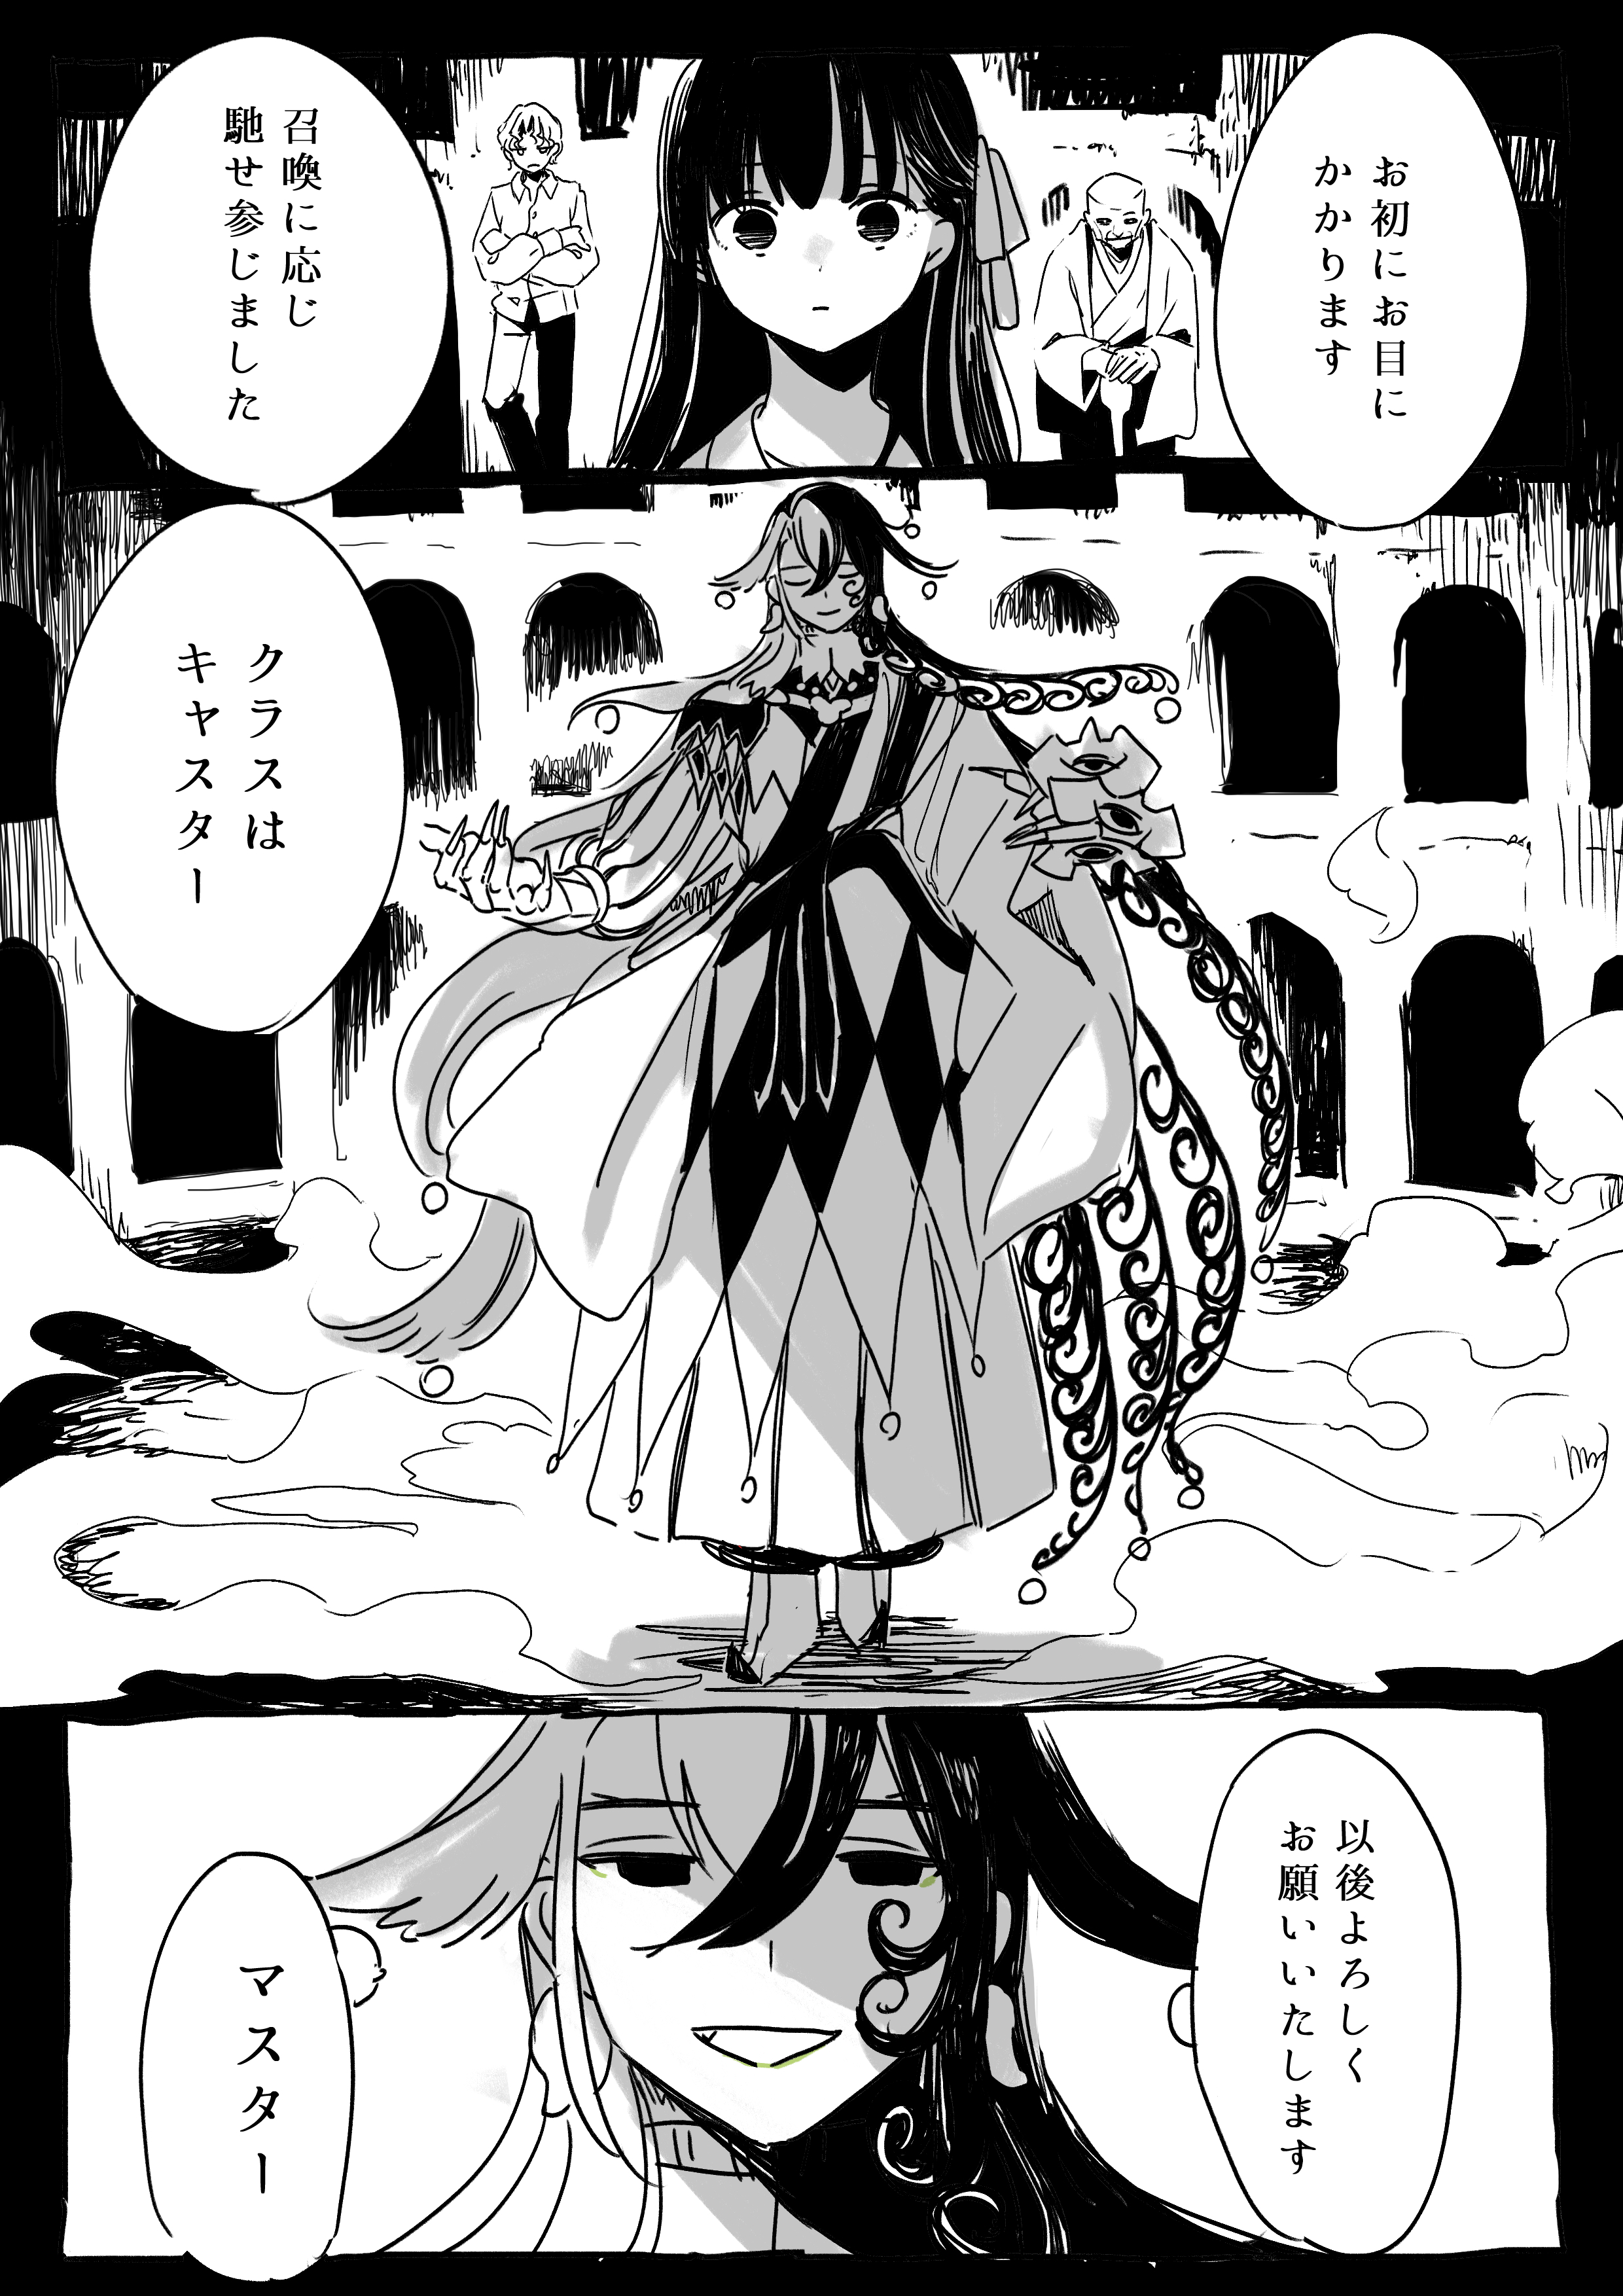 お初にお目に
かかります
召喚に応じ
馳せ参じました
クラスは
キャスター
以後よろしく
お願いいたします
マスター